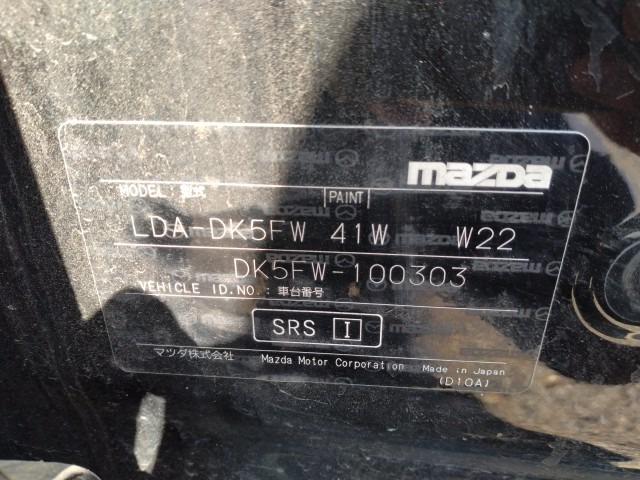 mazda
MODEL: 型式 PAINT
LDA-DK5FW 41W W22
DK5FW-100303
VEHICLE ID.NO.: 車台番号
SRS I
マツダ株式会社 Mazda Motor Corporation Made in Japan
(D10A)